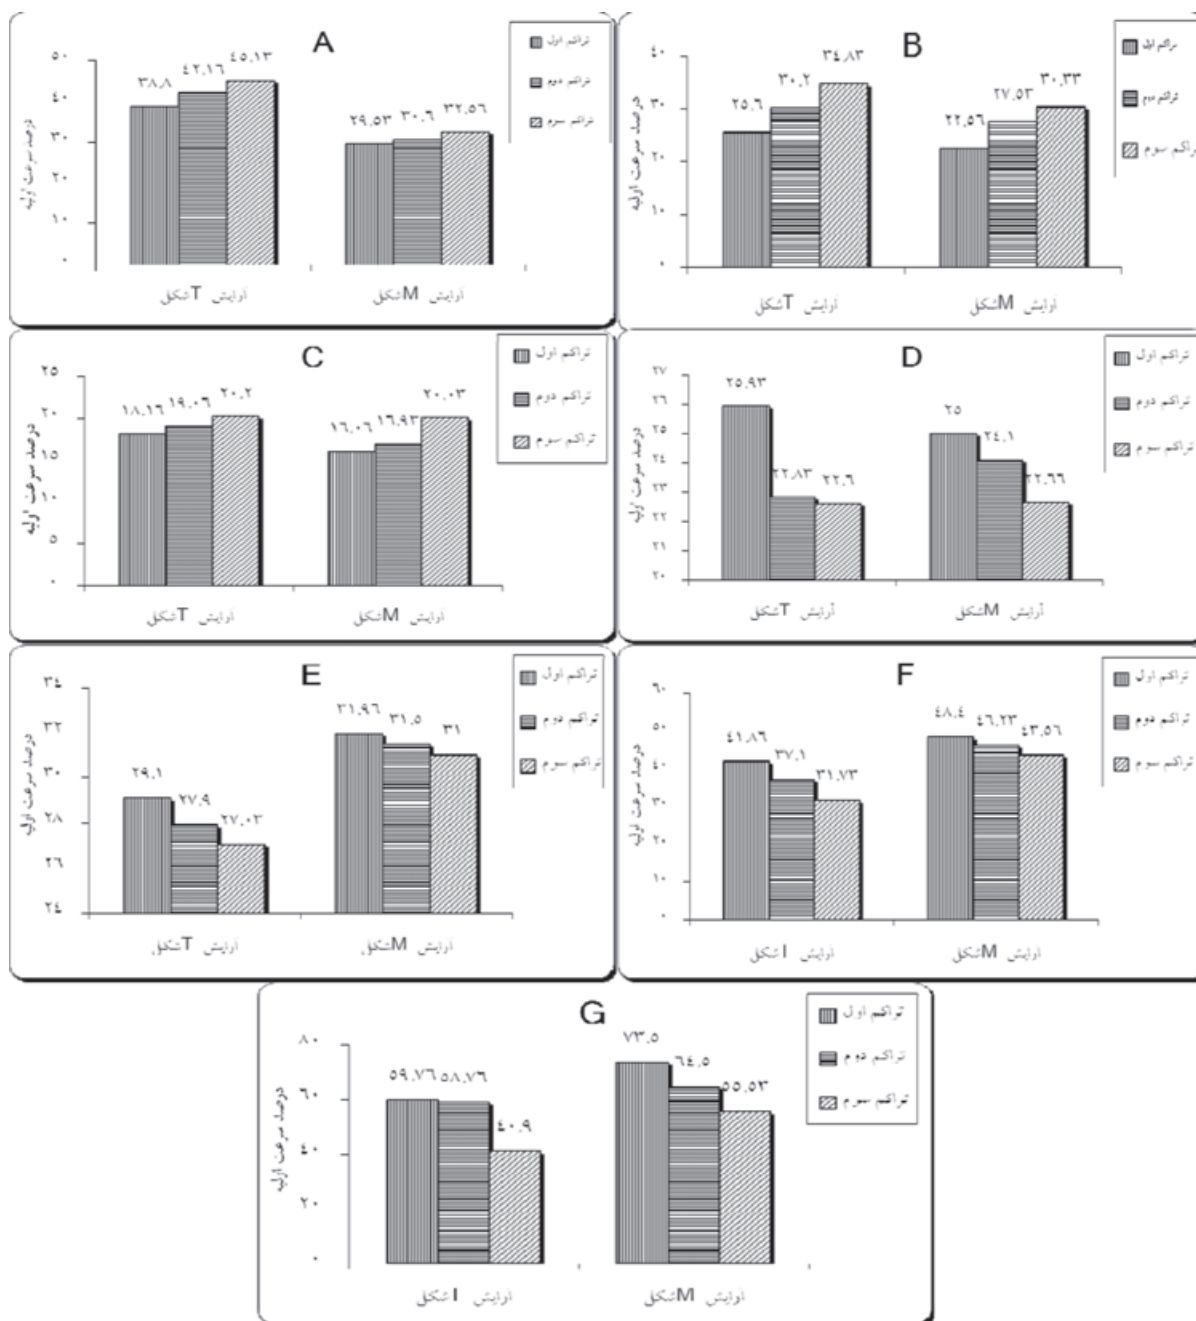 A
تراکم اول
تراکم دوم
تراکم سوم
درصد سرعت اولیه
۵۰
۴۰
۳۰
۲۰
۱۰
۰
۳۸.۸
۴۲.۱۶
۴۵.۱۳
۲۹.۵۳
۳۰.۶
۳۲.۵۶
آرایش T شکل
آرایش M شکل
B
تراکم اول
تراکم دوم
تراکم سوم
درصد سرعت اولیه
۴۰
۳۰
۲۰
۱۰
۰
۲۵.۶
۳۰.۲
۳۴.۸۳
۲۲.۵۶
۲۷.۵۳
۳۰.۳۳
آرایش T شکل
آرایش M شکل
C
تراکم اول
تراکم دوم
تراکم سوم
درصد سرعت اولیه
۲۵
۲۰
۱۵
۱۰
۵
۰
۱۸.۱۶
۱۹.۰۶
۲۰.۲
۱۶.۰۶
۱۶.۹۳
۲۰.۰۳
آرایش T شکل
آرایش M شکل
D
تراکم اول
تراکم دوم
تراکم سوم
درصد سرعت اولیه
۲۷
۲۶
۲۵
۲۴
۲۳
۲۲
۲۱
۲۰
۲۵.۹۳
۲۲.۸۳
۲۲.۶
۲۵
۲۴.۱
۲۲.۶۶
آرایش T شکل
آرایش M شکل
E
تراکم اول
تراکم دوم
تراکم سوم
درصد سرعت اولیه
۳۴
۳۲
۳۰
۲۸
۲۶
۲۴
۲۹.۱
۲۷.۹
۲۷.۰۳
۳۱.۹۶
۳۱.۵
۳۱
آرایش T شکل
آرایش M شکل
F
تراکم اول
تراکم دوم
تراکم سوم
درصد سرعت اولیه
۶۰
۵۰
۴۰
۳۰
۲۰
۱۰
۰
۴۱.۸۶
۳۷.۱
۳۱.۷۳
۴۸.۴
۴۶.۲۳
۴۳.۵۶
آرایش I شکل
آرایش M شکل
G
تراکم اول
تراکم دوم
تراکم سوم
درصد سرعت اولیه
۸۰
۶۰
۴۰
۲۰
۰
۵۹.۷۶
۵۸.۷۶
۴۰.۹
۷۳.۵
۶۴.۵
۵۵.۵۳
آرایش I شکل
آرایش M شکل